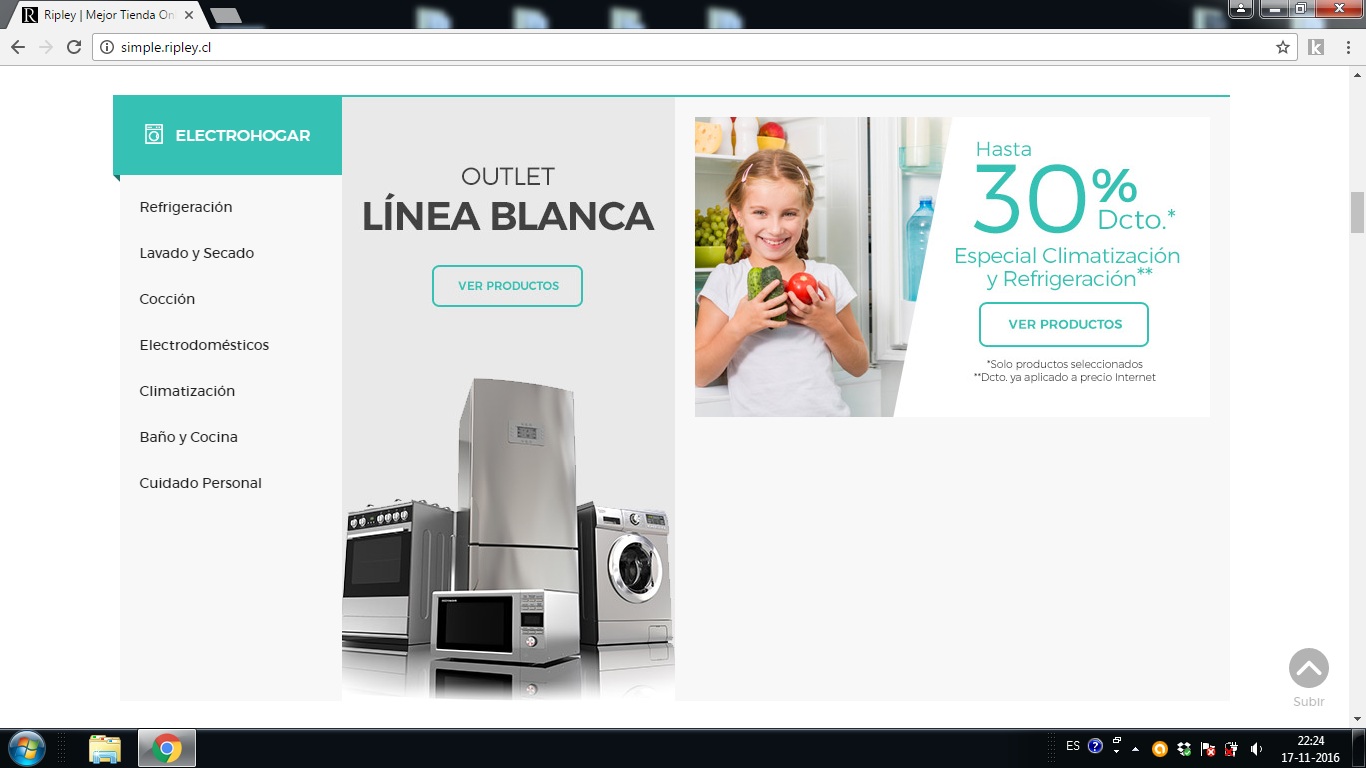 Ripley | Mejor Tienda On
simple.ripley.cl
ELECTROHOGAR
Refrigeración
Lavado y Secado
Cocción
Electrodomésticos
Climatización
Baño y Cocina
Cuidado Personal
OUTLET
LÍNEA BLANCA
VER PRODUCTOS
Hasta
30%
Dcto.*
Especial Climatización
y Refrigeración**
VER PRODUCTOS
*Solo productos seleccionados
**Dcto. ya aplicado a precio Internet
Subir
ES
22:24
17-11-2016